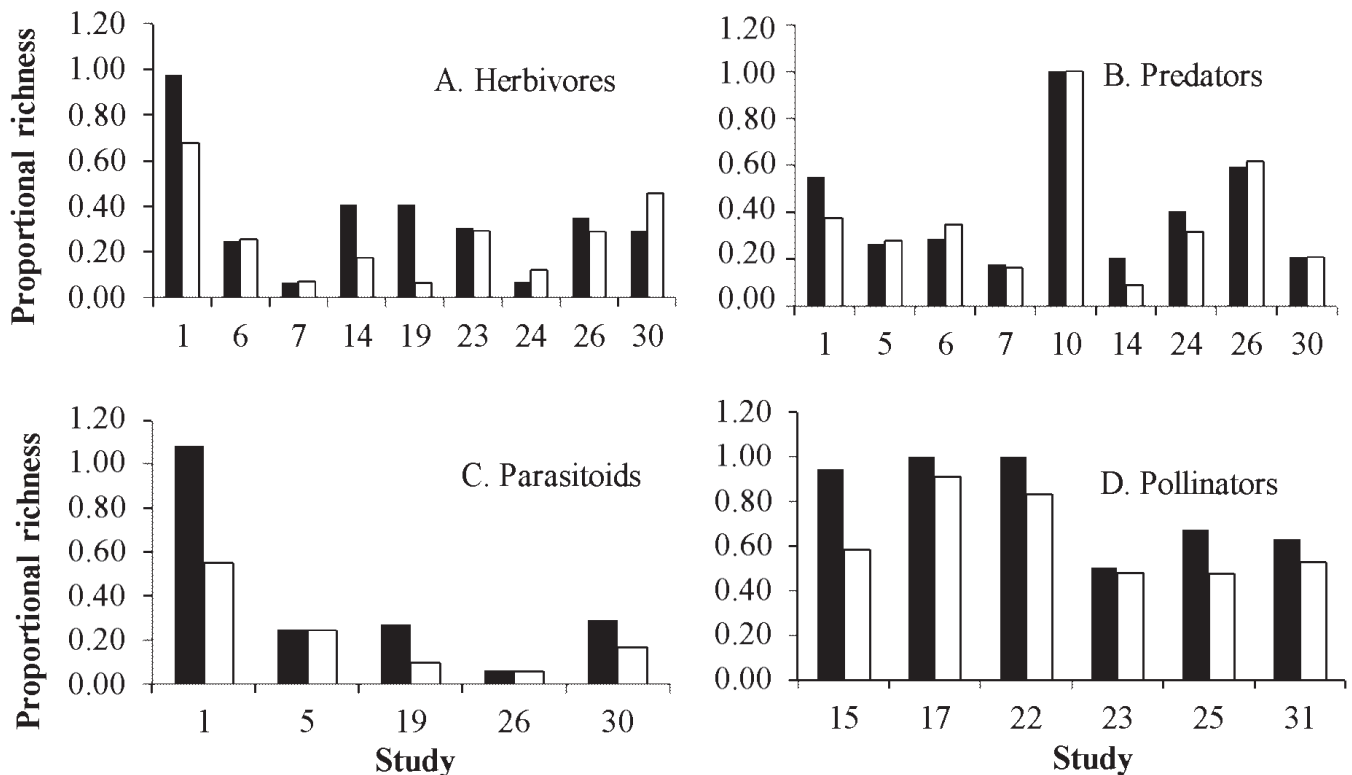 Proportional richness
1.20
1.00
0.80
0.60
0.40
0.20
0.00
A. Herbivores
1 6 7 14 19 23 24 26 30
1.20
1.00
0.80
0.60
0.40
0.20
0.00
B. Predators
1 5 6 7 10 14 24 26 30
Proportional richness
1.20
1.00
0.80
0.60
0.40
0.20
0.00
C. Parasitoids
1 5 19 26 30
Study
1.20
1.00
0.80
0.60
0.40
0.20
0.00
D. Pollinators
15 17 22 23 25 31
Study